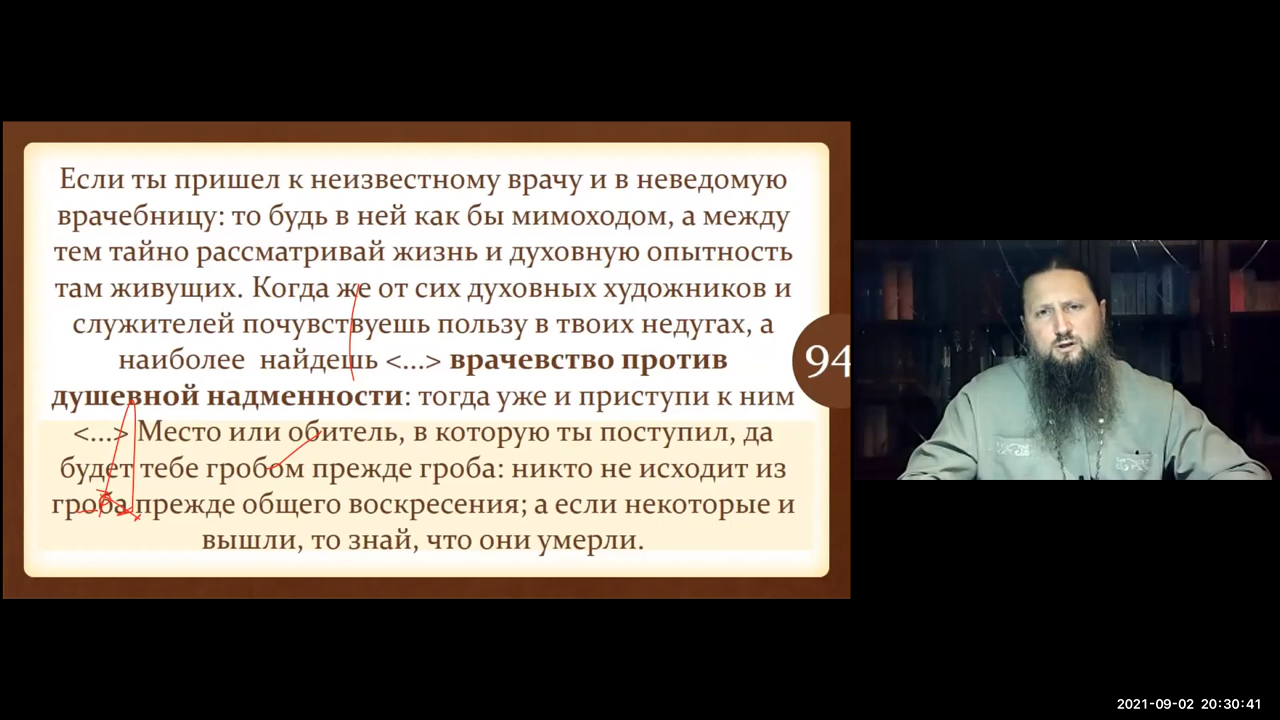 Если ты пришел к неизвестному врачу и в неведомую
врачебницу: то будь в ней как бы мимоходом, а между
тем тайно рассматривай жизнь и духовную опытность
там живущих. Когда же от сих духовных художников и
служителей почувствуешь пользу в твоих недугах, а
наиболее найдешь <...> врачевство против
душевной надменности: тогда уже и приступи к ним
<...> Место или обитель, в которую ты поступил, да
будет тебе гробом прежде гроба: никто не исходит из
гроба прежде общего воскресения; а если некоторые и
вышли, то знай, что они умерли.
94
2021-09-02 20:30:41